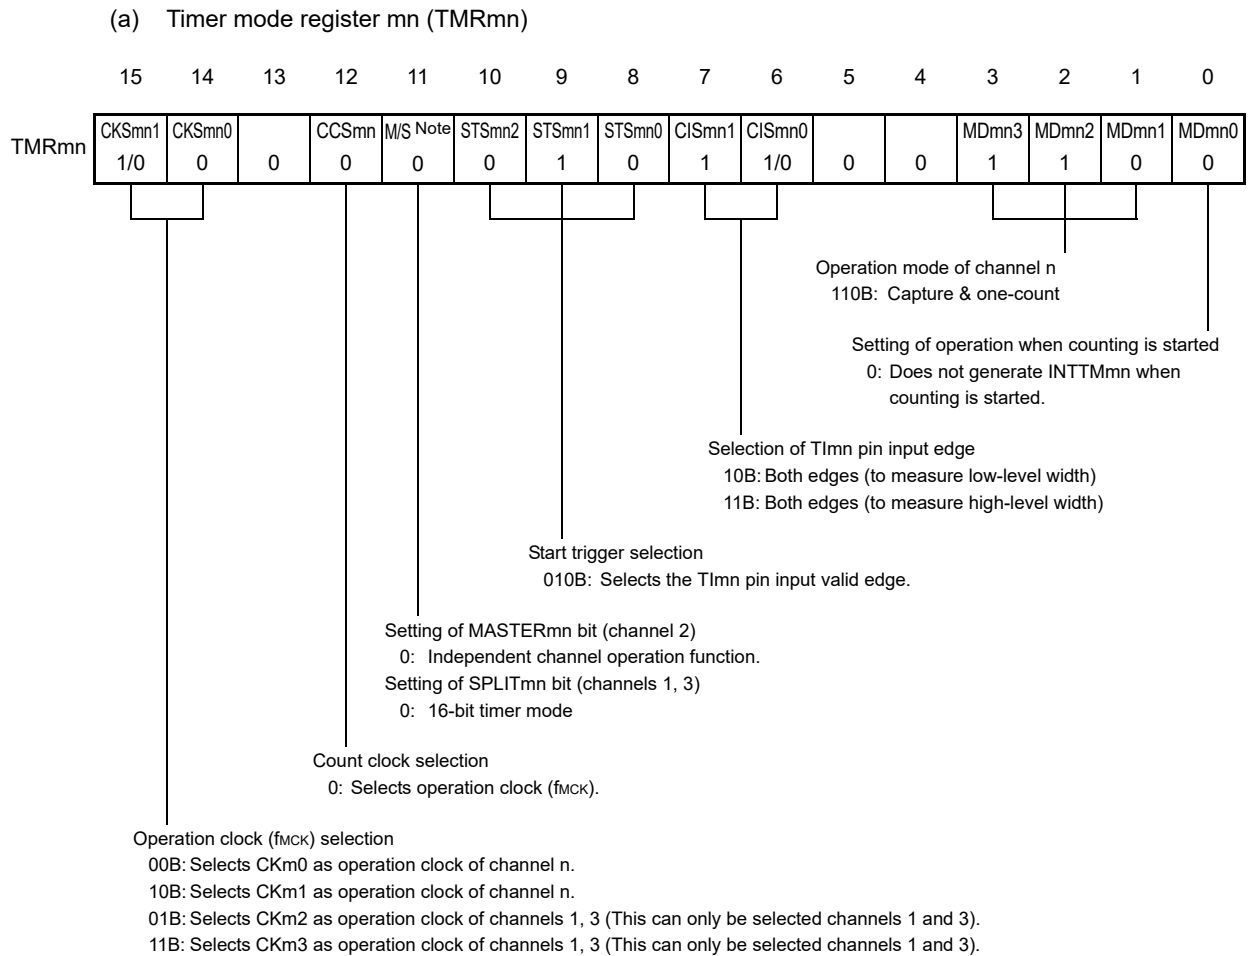 (a) Timer mode register mn (TMRmn)
15 14 13 12 11 10 9 8 7 6 5 4 3 2 1 0
TMRmn
CKSmn1 CKSmn0 CCSmn M/S Note STSmn2 STSmn1 STSmn0 CISmn1 CISmn0 MDmn3 MDmn2 MDmn1 MDmn0
1/0 0 0 0 0 0 1 0 1 1/0 0 0 1 1 0 0
Operation mode of channel n
110B: Capture & one-count
Setting of operation when counting is started
0: Does not generate INTTMmn when
counting is started.
Selection of TImn pin input edge
10B: Both edges (to measure low-level width)
11B: Both edges (to measure high-level width)
Start trigger selection
010B: Selects the TImn pin input valid edge.
Setting of MASTERmn bit (channel 2)
0: Independent channel operation function.
Setting of SPLITmn bit (channels 1, 3)
0: 16-bit timer mode
Count clock selection
0: Selects operation clock (fMCK).
Operation clock (fMCK) selection
00B: Selects CKm0 as operation clock of channel n.
10B: Selects CKm1 as operation clock of channel n.
01B: Selects CKm2 as operation clock of channels 1, 3 (This can only be selected channels 1 and 3).
11B: Selects CKm3 as operation clock of channels 1, 3 (This can only be selected channels 1 and 3).